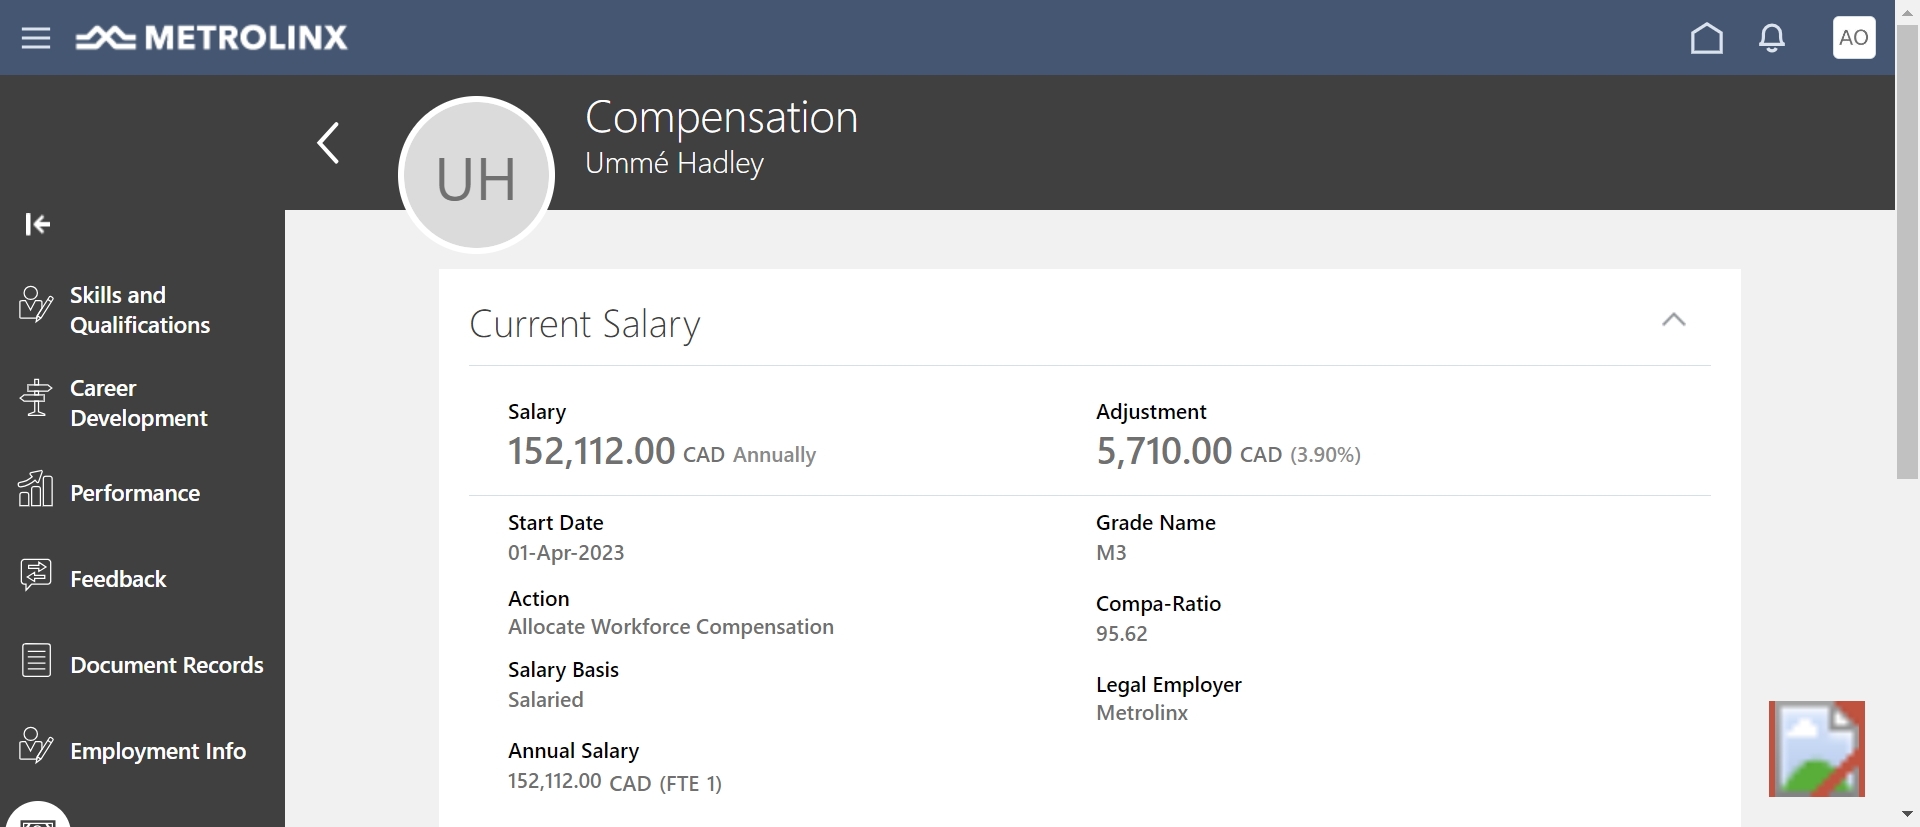 METROLINX
AO
Compensation
Ummé Hadley
UH
Skills and
Qualifications
Career
Development
Performance
Feedback
Document Records
Employment Info
Current Salary
Salary
152,112.00 CAD Annually
Adjustment
5,710.00 CAD (3.90%)
Start Date
01-Apr-2023
Grade Name
M3
Action
Allocate Workforce Compensation
Compa-Ratio
95.62
Salary Basis
Salaried
Legal Employer
Metrolinx
Annual Salary
152,112.00 CAD (FTE 1)